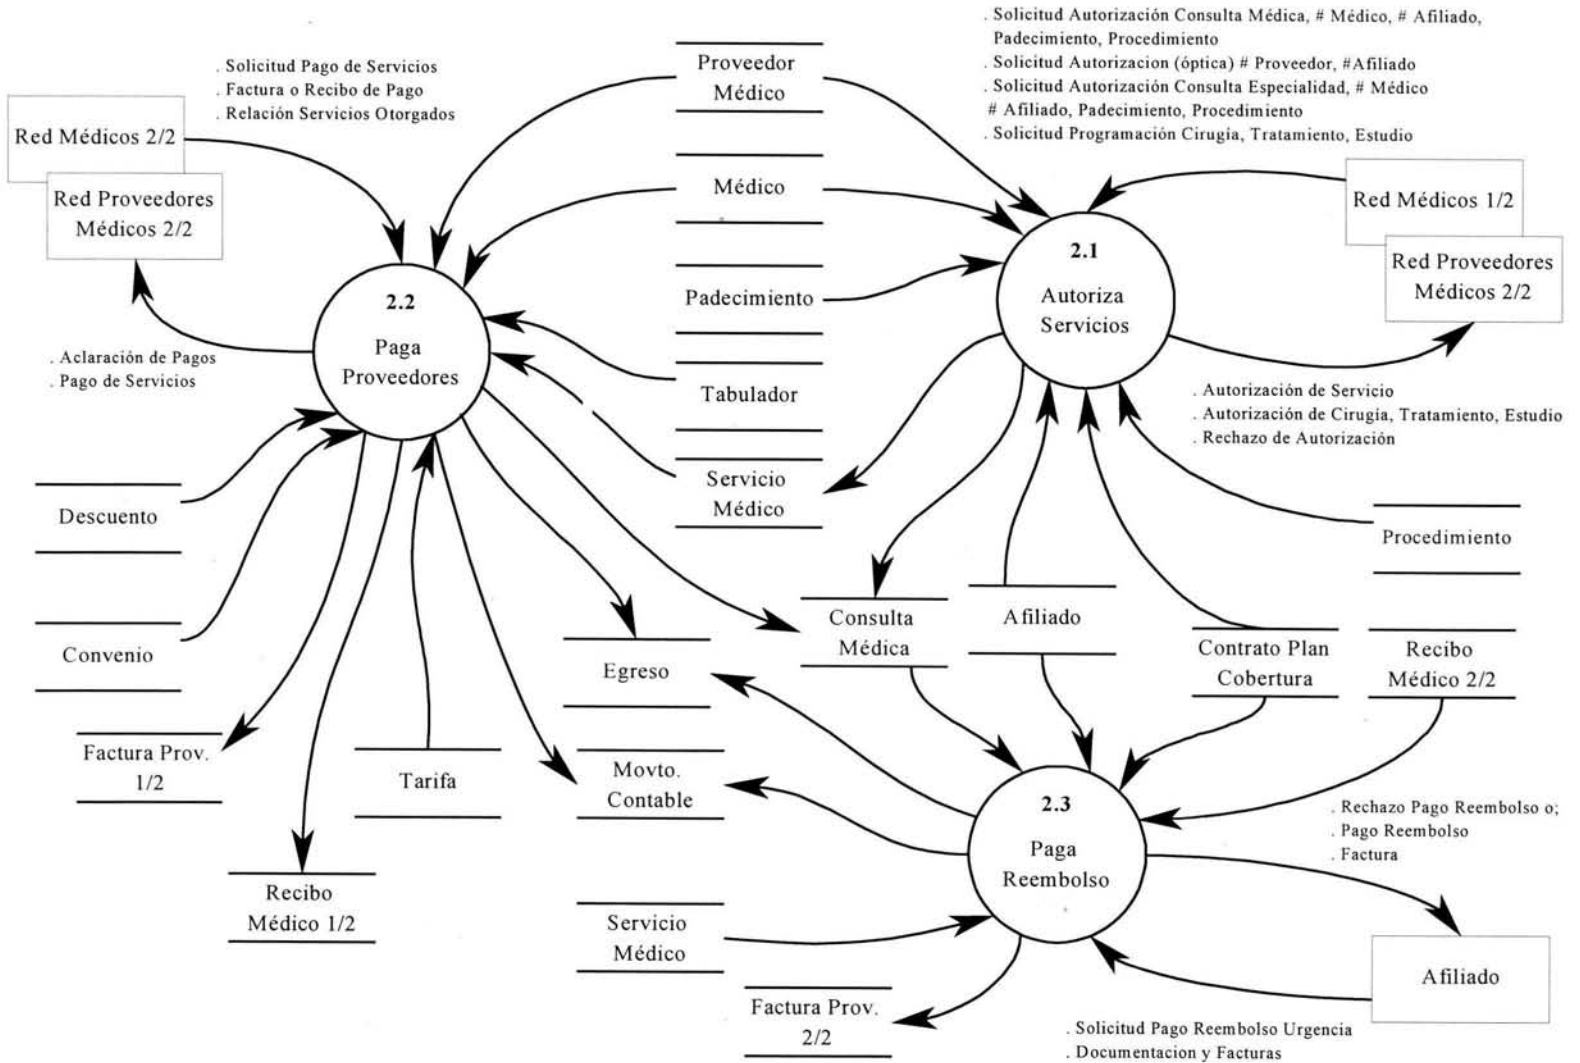 . Solicitud Autorización Consulta Médica, # Médico, # Afiliado,
Padecimiento, Procedimiento
. Solicitud Autorizacion (óptica) # Proveedor, #Afiliado
. Solicitud Autorización Consulta Especialidad, # Médico
# Afiliado, Padecimiento, Procedimiento
. Solicitud Programación Cirugía, Tratamiento, Estudio
. Solicitud Pago de Servicios
. Factura o Recibo de Pago
. Relación Servicios Otorgados
Red Médicos 2/2
Red Proveedores
Médicos 2/2
Proveedor
Médico
Médico
Padecimiento
Tabulador
Servicio
Médico
Red Médicos 1/2
Red Proveedores
Médicos 2/2
2.1
Autoriza
Servicios
2.2
Paga
Proveedores
. Aclaración de Pagos
. Pago de Servicios
. Autorización de Servicio
. Autorización de Cirugía, Tratamiento, Estudio
. Rechazo de Autorización
Descuento
Convenio
Factura Prov.
1/2
Recibo
Médico 1/2
Tarifa
Egreso
Movto.
Contable
Consulta
Médica
Afiliado
Procedimiento
Contrato Plan
Cobertura
Recibo
Médico 2/2
2.3
Paga
Reembolso
. Rechazo Pago Reembolso o;
. Pago Reembolso
. Factura
Servicio
Médico
Factura Prov.
2/2
Afiliado
. Solicitud Pago Reembolso Urgencia
. Documentacion y Facturas